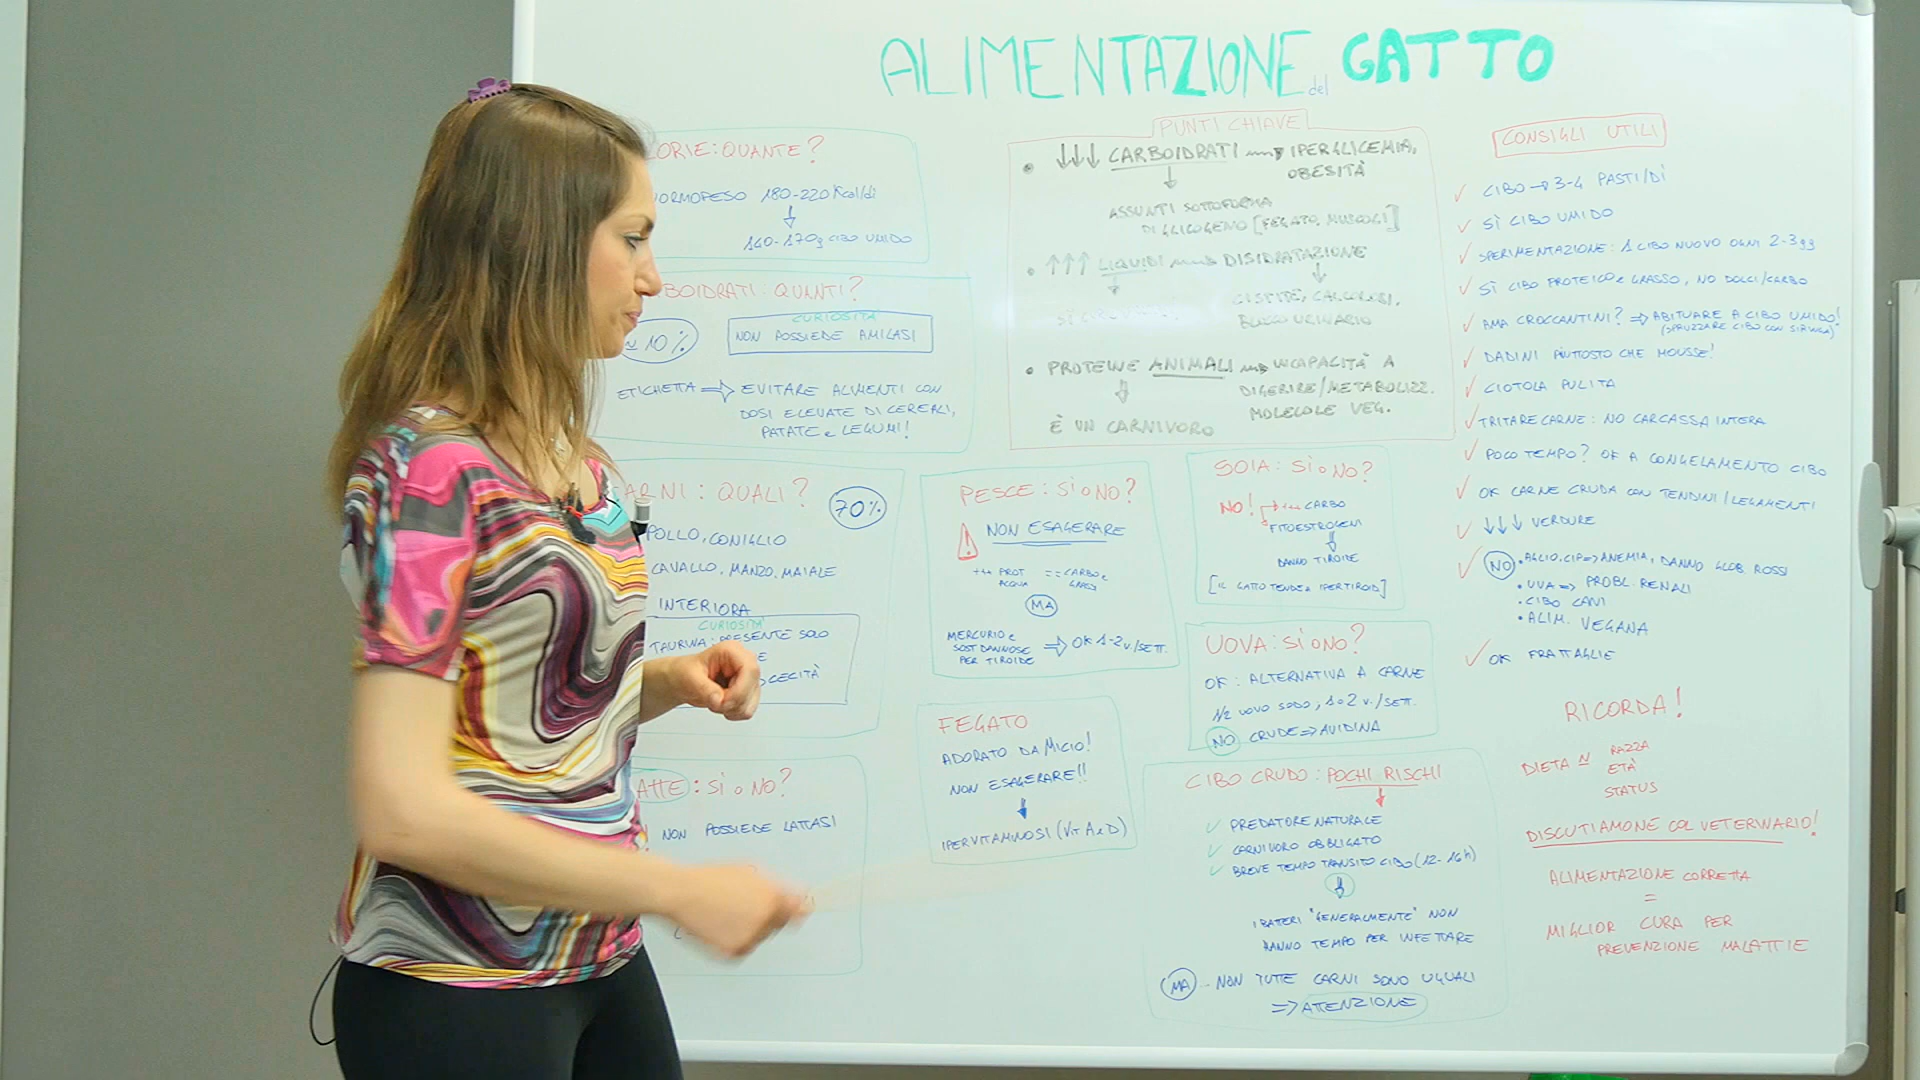 ALIMENTAZIONE del GATTO
ORIE: QUANTE?
NORMOPESO 180-220 Kcal/dì
↓
140-170g CIBO UMIDO
BOIDRATI: QUANTI?
≃ 10%
CURIOSITÀ
NON POSSIEDE AMILASI
ETICHETTA ⇒ EVITARE ALIMENTI CON
DOSI ELEVATE DI CEREALI,
PATATE e LEGUMI!
ARNI: QUALI? 70%
POLLO, CONIGLIO
CAVALLO, MANZO, MAIALE
INTERIORA
CURIOSITÀ
TAURINA: PRESENTE SOLO
E
CECITÀ
ATTE: SÌ o NO?
NON POSSIEDE LATTASI
PUNTI CHIAVE
• ↓↓↓ CARBOIDRATI → IPERGLICEMIA,
OBESITÀ
↓
ASSUNTI SOTTOFORMA
DI GLICOGENO [FEGATO, MUSCOLI]
• ↑↑↑ LIQUIDI → DISIDRATAZIONE
↓
CISTITE, CALCOLOSI,
BLOCCO URINARIO
• PROTEINE ANIMALI → INCAPACITÀ A
DIGERIRE/METABOLIZZ.
MOLECOLE VEG.
⇓
È UN CARNIVORO
PESCE: SÌ o NO?
NON ESAGERARE
+++ PROT ACQUA == CARBO e GRASSI
MA
MERCURIO e
SOST DANNOSE
PER TIROIDE
⇒ OK 1-2 v./SETT.
SOIA: SÌ o NO?
NO! +++ CARBO
FITOESTROGENI
⇓
DANNO TIROIDE
[IL GATTO TENDE A IPERTIROID]
UOVA: SÌ o NO?
OK: ALTERNATIVA A CARNE
1/2 UOVO SODO, 1 o 2 v./SETT.
NO CRUDE ⇒ AVIDINA
FEGATO
ADORATO DA MICIO!
NON ESAGERARE!!
↓
IPERVITAMINOSI (Vit A e D)
CIBO CRUDO: POCHI RISCHI
↓
✓ PREDATORE NATURALE
✓ CARNIVORO OBBLIGATO
✓ BREVE TEMPO TRANSITO CIBO (12-16h)
⇓
I BATTERI "GENERALMENTE" NON
HANNO TEMPO PER INFETTARE
MA - NON TUTTE CARNI SONO UGUALI
⇒ ATTENZIONE
CONSIGLI UTILI
✓ CIBO → 3-4 PASTI/DÌ
✓ SÌ CIBO UMIDO
✓ SPERIMENTAZIONE: 1 CIBO NUOVO OGNI 2-3 gg
✓ SÌ CIBO PROTEICO e GRASSO, NO DOLCI/CARBO
✓ AMA CROCCANTINI? ⇒ ABITUARE A CIBO UMIDO!
(SPRUZZARE CIBO CON SIRINGA)
✓ DADINI PIUTTOSTO CHE MOUSSE!
✓ CIOTOLA PULITA
✓ TRITARE CARNE: NO CARCASSA INTERA
✓ POCO TEMPO? OK A CONGELAMENTO CIBO
✓ OK CARNE CRUDA CON TENDINI/LEGAMENTI
✓ ↓↓↓ VERDURE
✓ NO • AGLIO, CIP ⇒ ANEMIA, DANNO GLOB. ROSSI
• UVA ⇒ PROBL. RENALI
• CIBO CANI
• ALIM. VEGANA
✓ OK FRATTAGLIE
RICORDA!
DIETA RAZZA
ETÀ
STATUS
DISCUTIAMONE COL VETERINARIO!
ALIMENTAZIONE CORRETTA
=
MIGLIOR CURA PER
PREVENZIONE MALATTIE